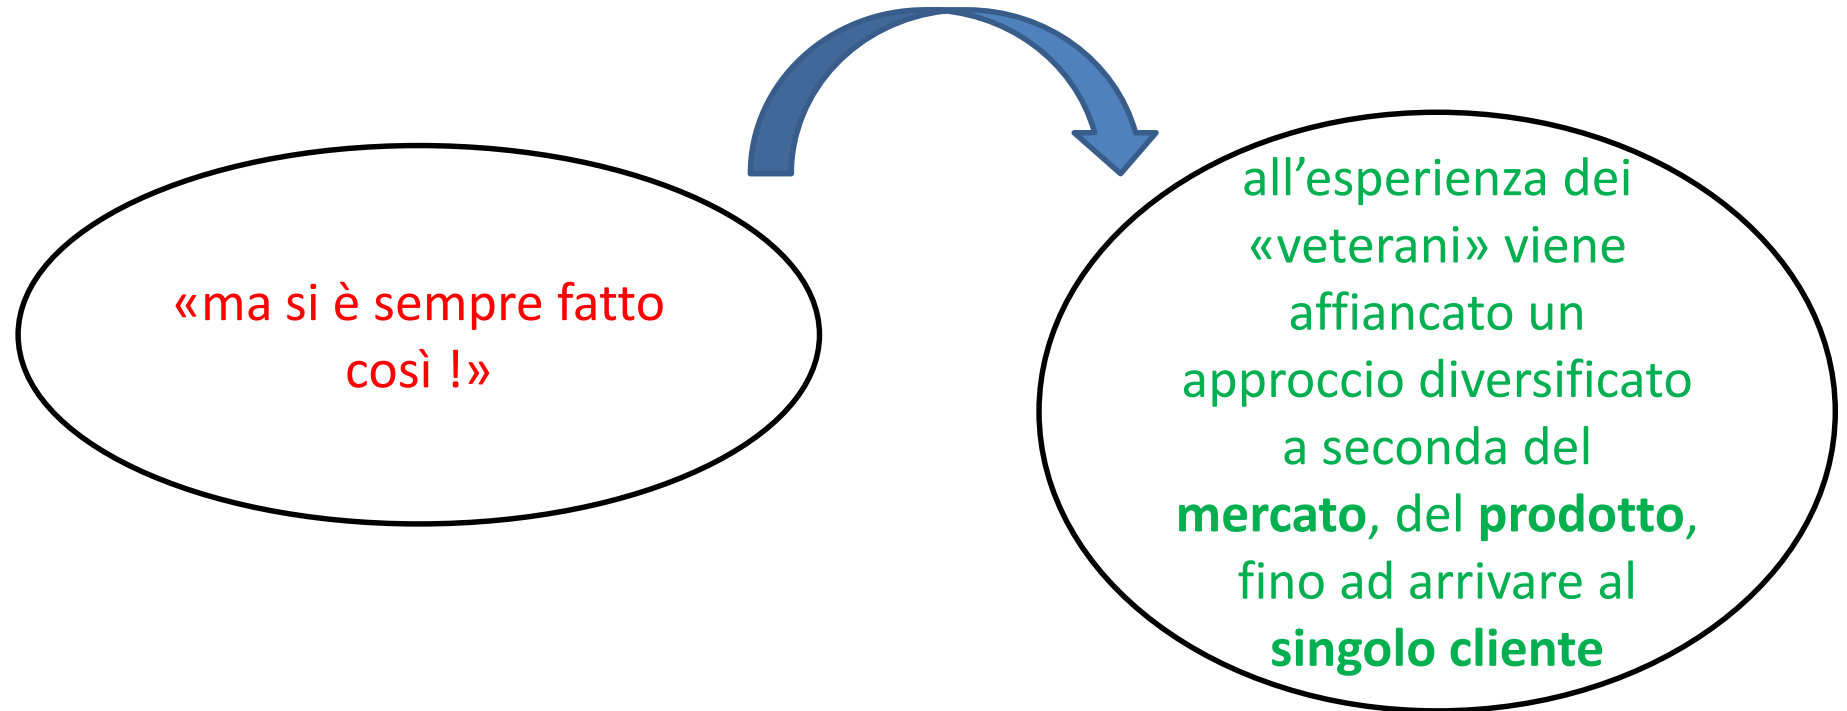 «ma si è sempre fatto
così !»
all’esperienza dei
«veterani» viene
affiancato un
approccio diversificato
a seconda del
mercato, del prodotto,
fino ad arrivare al
singolo cliente